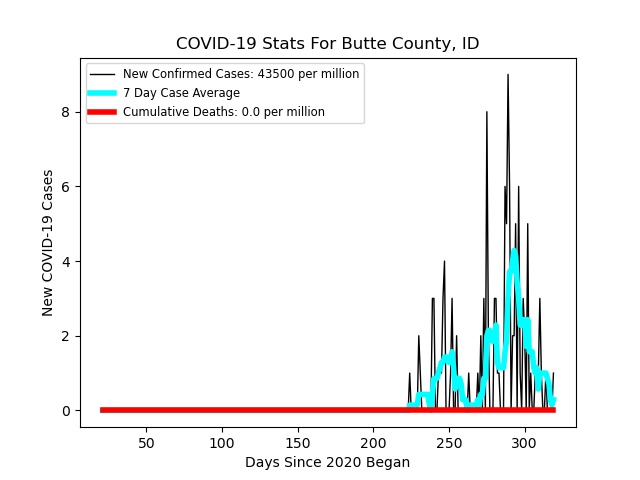 COVID-19 Stats For Butte County, ID
New Confirmed Cases: 43500 per million
7 Day Case Average
Cumulative Deaths: 0.0 per million
New COVID-19 Cases
8
6
4
2
0
50 100 150 200 250 300
Days Since 2020 Began